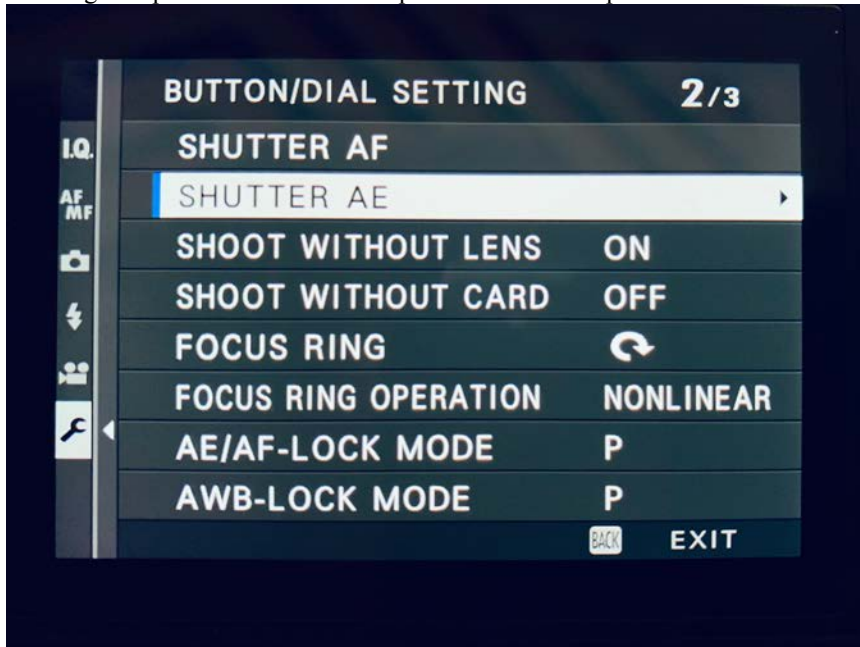 BUTTON/DIAL SETTING 2/3
I.Q.
SHUTTER AF
AF
MF
SHUTTER AE
SHOOT WITHOUT LENS ON
SHOOT WITHOUT CARD OFF
FOCUS RING
FOCUS RING OPERATION NONLINEAR
AE/AF-LOCK MODE P
AWB-LOCK MODE P
BACK EXIT